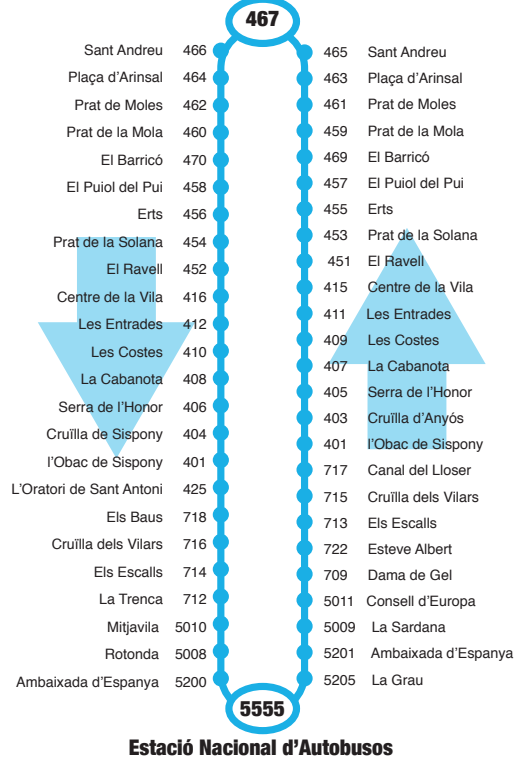 467
Sant Andreu 466
Plaça d'Arinsal 464
Prat de Moles 462
Prat de la Mola 460
El Barricó 470
El Puiol del Pui 458
Erts 456
Prat de la Solana 454
El Ravell 452
Centre de la Vila 416
Les Entrades 412
Les Costes 410
La Cabanota 408
Serra de l'Honor 406
Cruïlla de Sispony 404
l'Obac de Sispony 401
L'Oratori de Sant Antoni 425
Els Baus 718
Cruïlla dels Vilars 716
Els Escalls 714
La Trenca 712
Mitjavila 5010
Rotonda 5008
Ambaixada d'Espanya 5200
465 Sant Andreu
463 Plaça d'Arinsal
461 Prat de Moles
459 Prat de la Mola
469 El Barricó
457 El Puiol del Pui
455 Erts
453 Prat de la Solana
451 El Ravell
415 Centre de la Vila
411 Les Entrades
409 Les Costes
407 La Cabanota
405 Serra de l'Honor
403 Cruïlla d'Anyós
401 l'Obac de Sispony
717 Canal del Lloser
715 Cruïlla dels Vilars
713 Els Escalls
722 Esteve Albert
709 Dama de Gel
5011 Consell d'Europa
5009 La Sardana
5201 Ambaixada d'Espanya
5205 La Grau
5555
Estació Nacional d'Autobusos